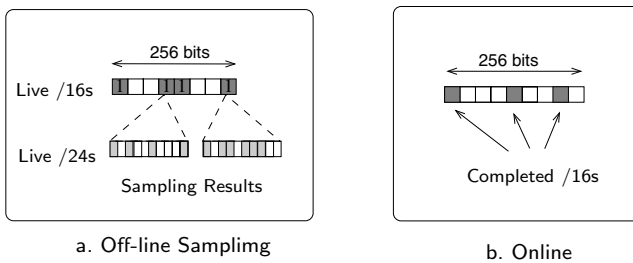 256 bits
Live /16s
1 1 1 1
Live /24s
Sampling Results
a. Off-line Samplimg
256 bits
Completed /16s
b. Online